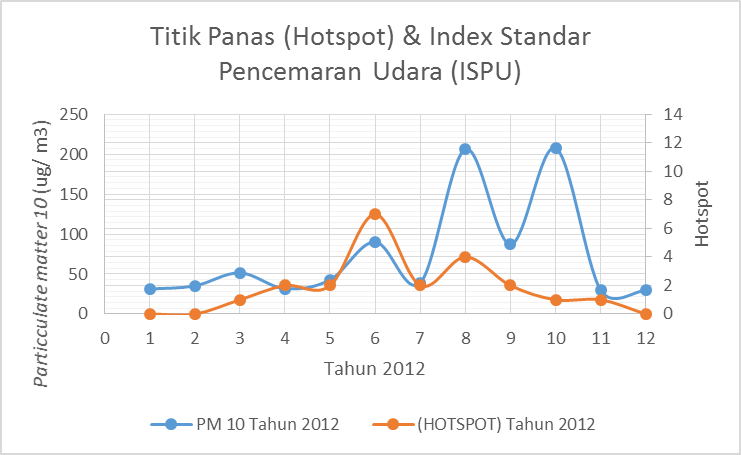 Titik Panas (Hotspot) & Index Standar
Pencemaran Udara (ISPU)
Particculate matter 10 (ug/ m3)
250
200
150
100
50
0
14
12
10
8
6
4
2
0
Hotspot
0 1 2 3 4 5 6 7 8 9 10 11 12
Tahun 2012
PM 10 Tahun 2012 (HOTSPOT) Tahun 2012